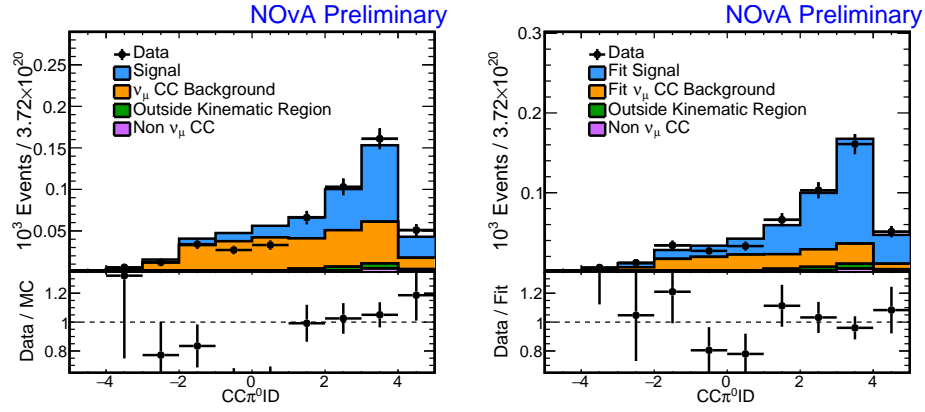 NOvA Preliminary
10³ Events / 3.72×10²⁰
0.25
0.2
0.15
0.1
0.05
Data
Signal
νμ CC Background
Outside Kinematic Region
Non νμ CC
Data / MC
1.2
1
0.8
−4 −2 0 2 4
CCπ⁰ID
NOvA Preliminary
10³ Events / 3.72×10²⁰
0.3
0.2
0.1
Data
Fit Signal
Fit νμ CC Background
Outside Kinematic Region
Non νμ CC
Data / Fit
1.2
1
0.8
−4 −2 0 2 4
CCπ⁰ID